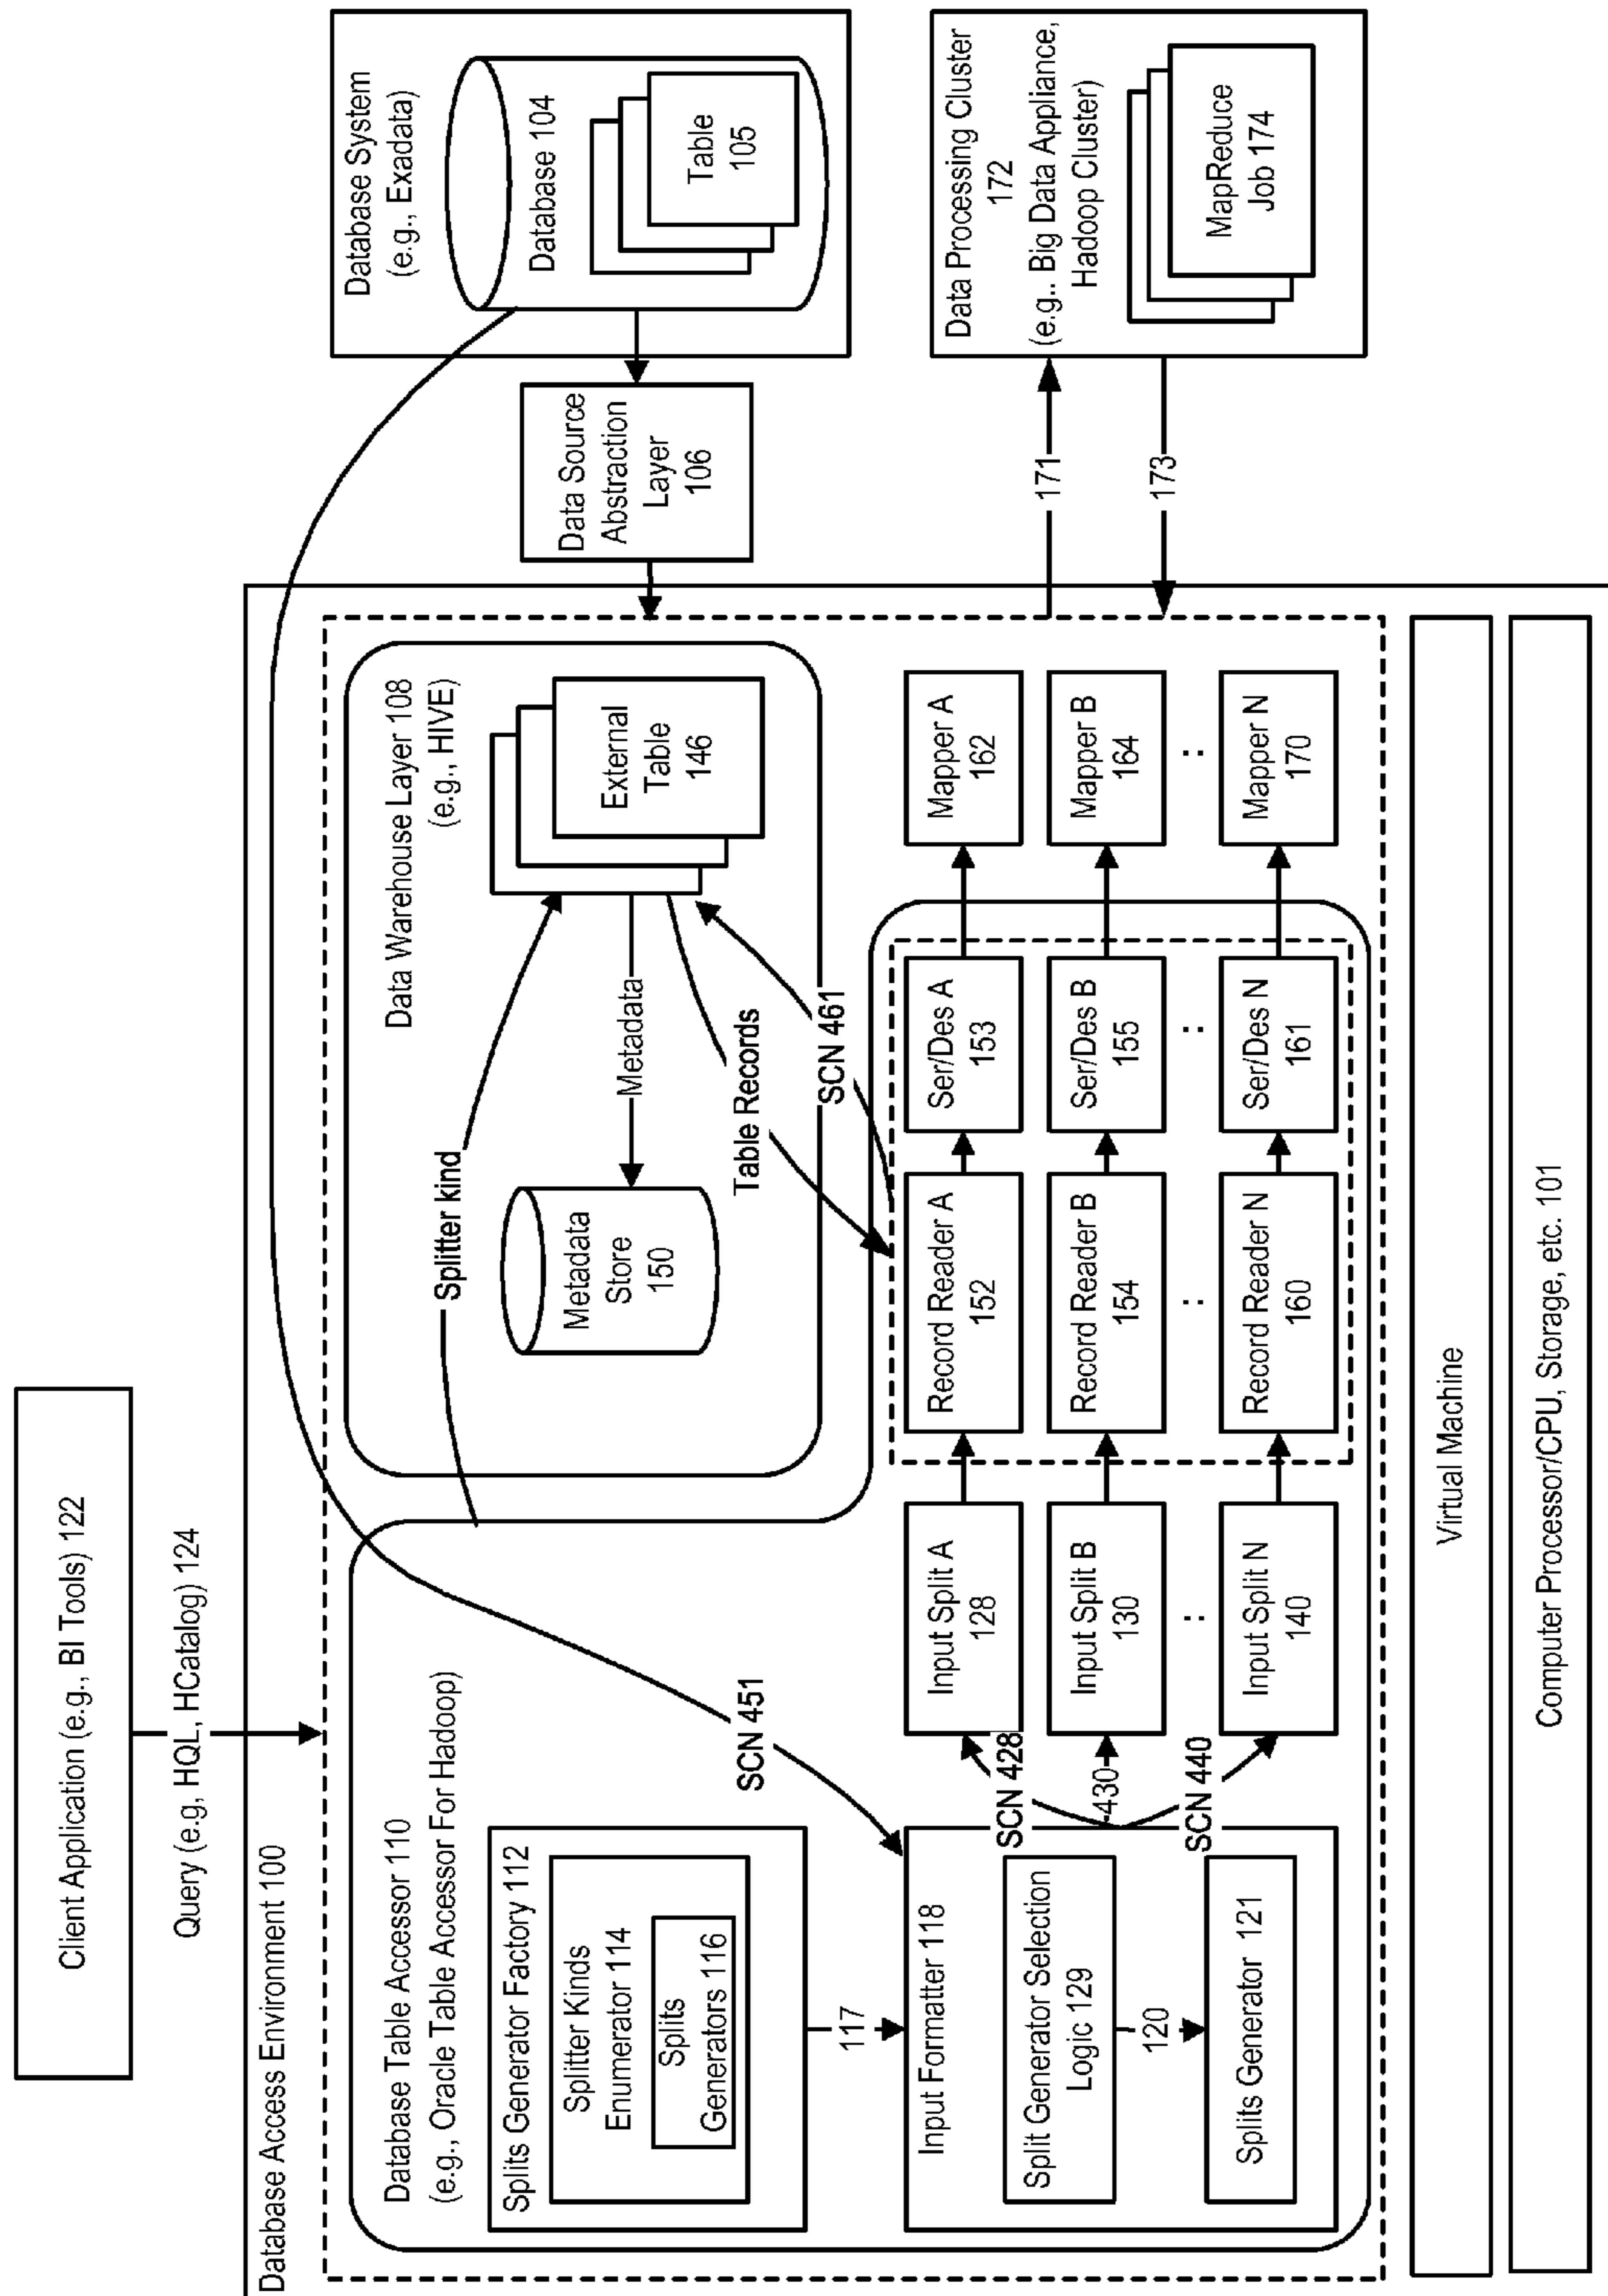 Client Application (e.g., BI Tools) 122
Query (e.g, HQL, HCatalog) 124
Database Access Environment 100
Database Table Accessor 110
(e.g., Oracle Table Accessor For Hadoop)
Splits Generator Factory 112
Splitter Kinds
Enumerator 114
Splits
Generators 116
117
Input Formatter 118
Split Generator Selection
Logic 129
120
Splits Generator 121
SCN 451
SCN 428
430
SCN 440
Input Split A
128
Input Split B
130
:
Input Split N
140
Splitter kind
Data Warehouse Layer 108
(e.g., HIVE)
Metadata
Store
150
Metadata
External
Table
146
Table Records
SCN 461
Record Reader A
152
Record Reader B
154
:
Record Reader N
160
Ser/Des A
153
Ser/Des B
155
:
Ser/Des N
161
Mapper A
162
Mapper B
164
:
Mapper N
170
Data Source
Abstraction
Layer
106
Database System
(e.g., Exadata)
Database 104
Table
105
171
173
Data Processing Cluster
172
(e.g.. Big Data Appliance,
Hadoop Cluster)
MapReduce
Job 174
Virtual Machine
Computer Processor/CPU, Storage, etc. 101